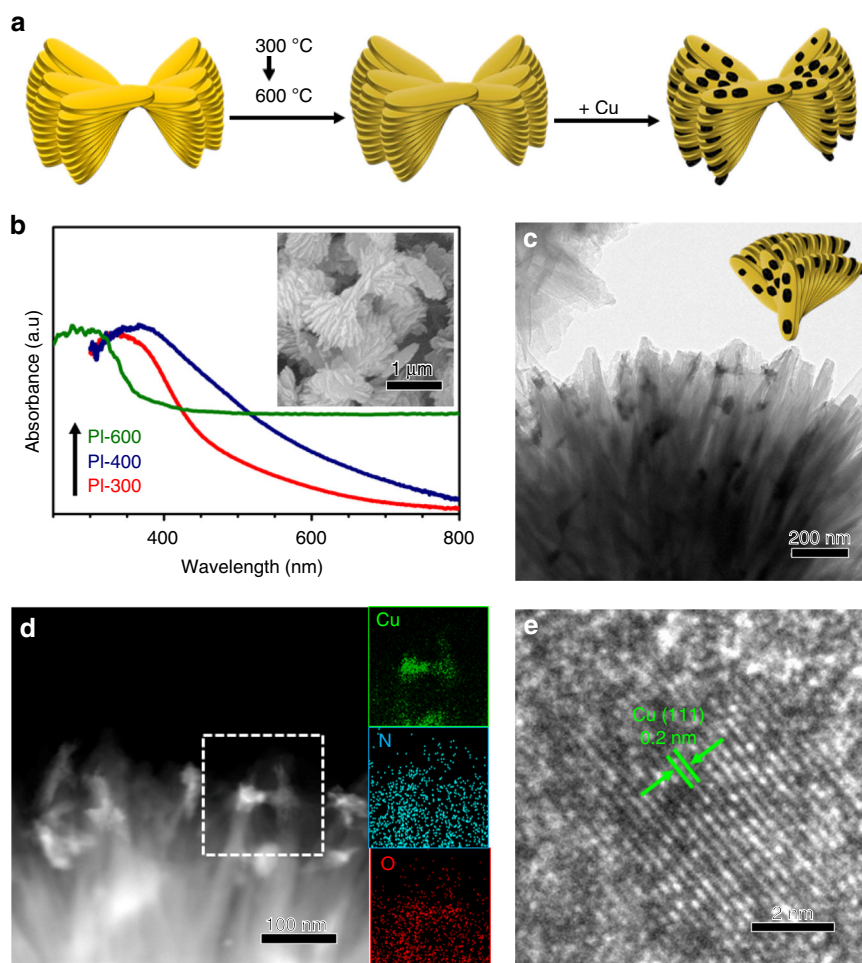 a
300 °C
600 °C
+ Cu
b
Absorbance (a.u)
1 μm
PI-600
PI-400
PI-300
400
600
800
Wavelength (nm)
c
200 nm
d
100 nm
Cu
N
O
e
Cu (111)
0.2 nm
2 nm